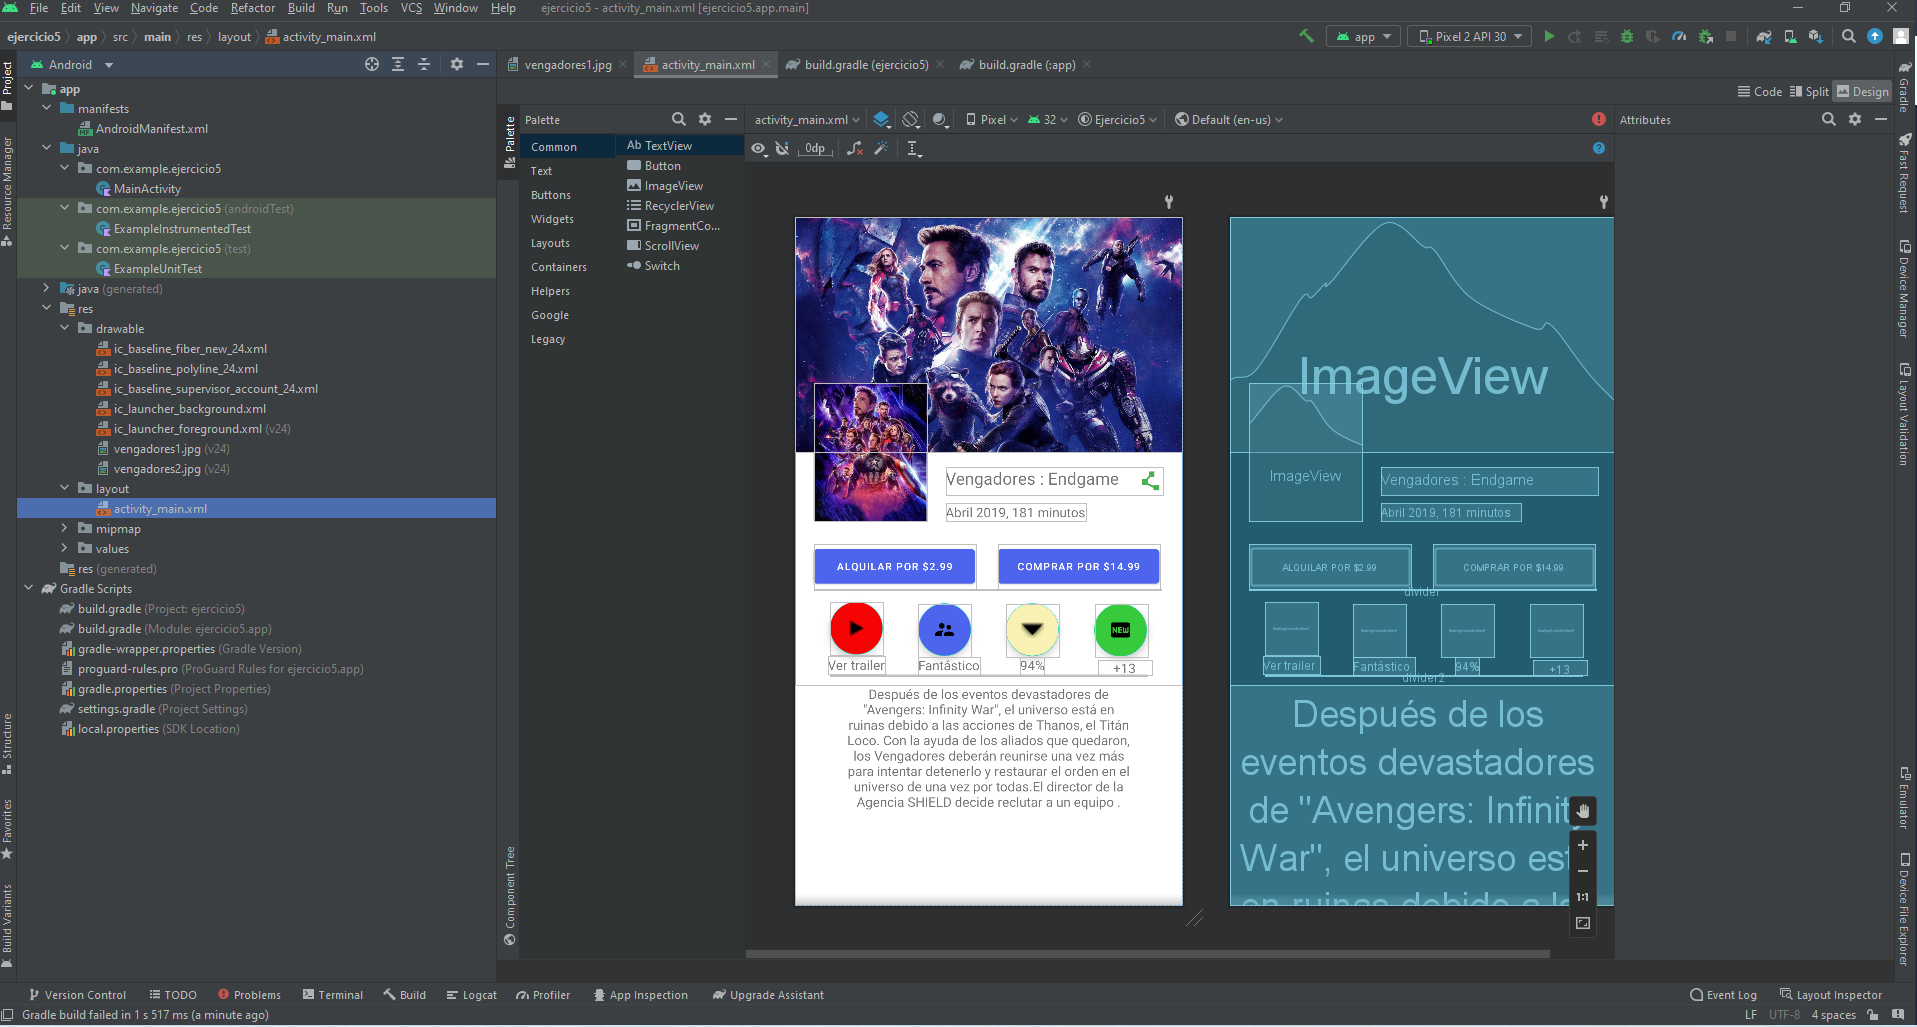 File Edit View Navigate Code Refactor Build Run Tools VCS Window Help ejercicio5 - activity_main.xml [ejercicio5.app.main]
ejercicio5 app src main res layout activity_main.xml
app Pixel 2 API 30
Project
Resource Manager
Structure
Favorites
Build Variants
Android
app
manifests
AndroidManifest.xml
java
com.example.ejercicio5
MainActivity
com.example.ejercicio5 (androidTest)
ExampleInstrumentedTest
com.example.ejercicio5 (test)
ExampleUnitTest
java (generated)
res
drawable
ic_baseline_fiber_new_24.xml
ic_baseline_polyline_24.xml
ic_baseline_supervisor_account_24.xml
ic_launcher_background.xml
ic_launcher_foreground.xml (v24)
vengadores1.jpg (v24)
vengadores2.jpg (v24)
layout
activity_main.xml
mipmap
values
res (generated)
Gradle Scripts
build.gradle (Project: ejercicio5)
build.gradle (Module: ejercicio5.app)
gradle-wrapper.properties (Gradle Version)
proguard-rules.pro (ProGuard Rules for ejercicio5.app)
gradle.properties (Project Properties)
settings.gradle (Project Settings)
local.properties (SDK Location)
vengadores1.jpg activity_main.xml build.gradle (ejercicio5) build.gradle (:app)
Code Split Design
Palette
Component Tree
Palette
Common
Text
Buttons
Widgets
Layouts
Containers
Helpers
Google
Legacy
Ab TextView
Button
ImageView
RecyclerView
FragmentCo...
ScrollView
Switch
activity_main.xml Pixel 32 Ejercicio5 Default (en-us)
0dp
Vengadores : Endgame
Abril 2019, 181 minutos
ALQUILAR POR $2.99 COMPRAR POR $14.99
NEW
Ver trailer Fantástico 94% +13
Después de los eventos devastadores de
"Avengers: Infinity War", el universo está en
ruinas debido a las acciones de Thanos, el Titán
Loco. Con la ayuda de los aliados que quedaron,
los Vengadores deberán reunirse una vez más
para intentar detenerlo y restaurar el orden en el
universo de una vez por todas.El director de la
Agencia SHIELD decide reclutar a un equipo .
ImageView
ImageView
Vengadores : Endgame
Abril 2019, 181 minutos
ALQUILAR POR $2.99 COMPRAR POR $14.99
divider
Ver trailer Fantástico 94% +13
divider2
Después de los
eventos devastadores
de "Avengers: Infinity
War", el universo est
en ruinas debido a l
1:1
Attributes
Gradle
Fast Request
Device Manager
Layout Validation
Emulator
Device File Explorer
Version Control TODO Problems Terminal Build Logcat Profiler App Inspection Upgrade Assistant Event Log Layout Inspector
Gradle build failed in 1 s 517 ms (a minute ago) LF UTF-8 4 spaces